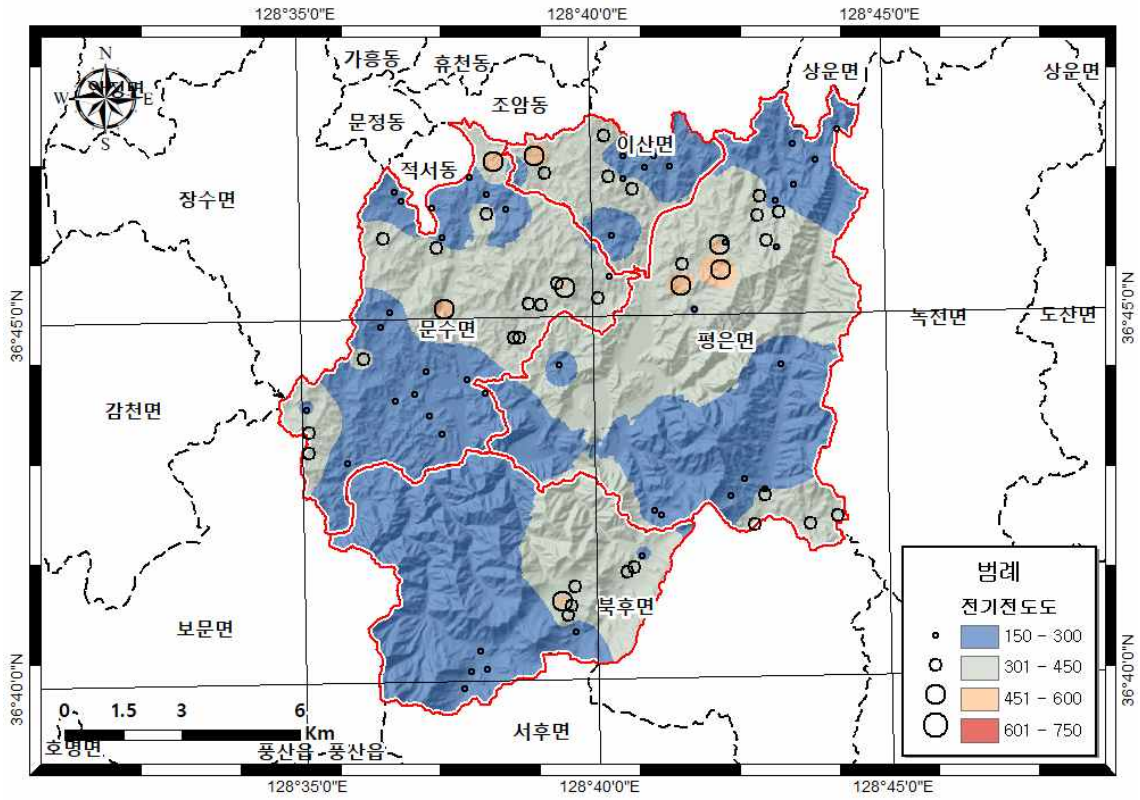 128°35'0"E 128°40'0"E 128°45'0"E
가흥동
휴천동
상운면
상운면
N
W E
S
조암동
문정동
이산면
적서동
장수면
36°45'0"N
36°45'0"N
녹전면
도산면
문수면
평은면
감천면
범례
전기전도도
150 - 300
301 - 450
451 - 600
601 - 750
북후면
보문면
36°40'0"N
36°40'0"N
0 1.5 3 6
Km
서후면
호명면
풍산읍
풍산읍
128°35'0"E 128°40'0"E 128°45'0"E